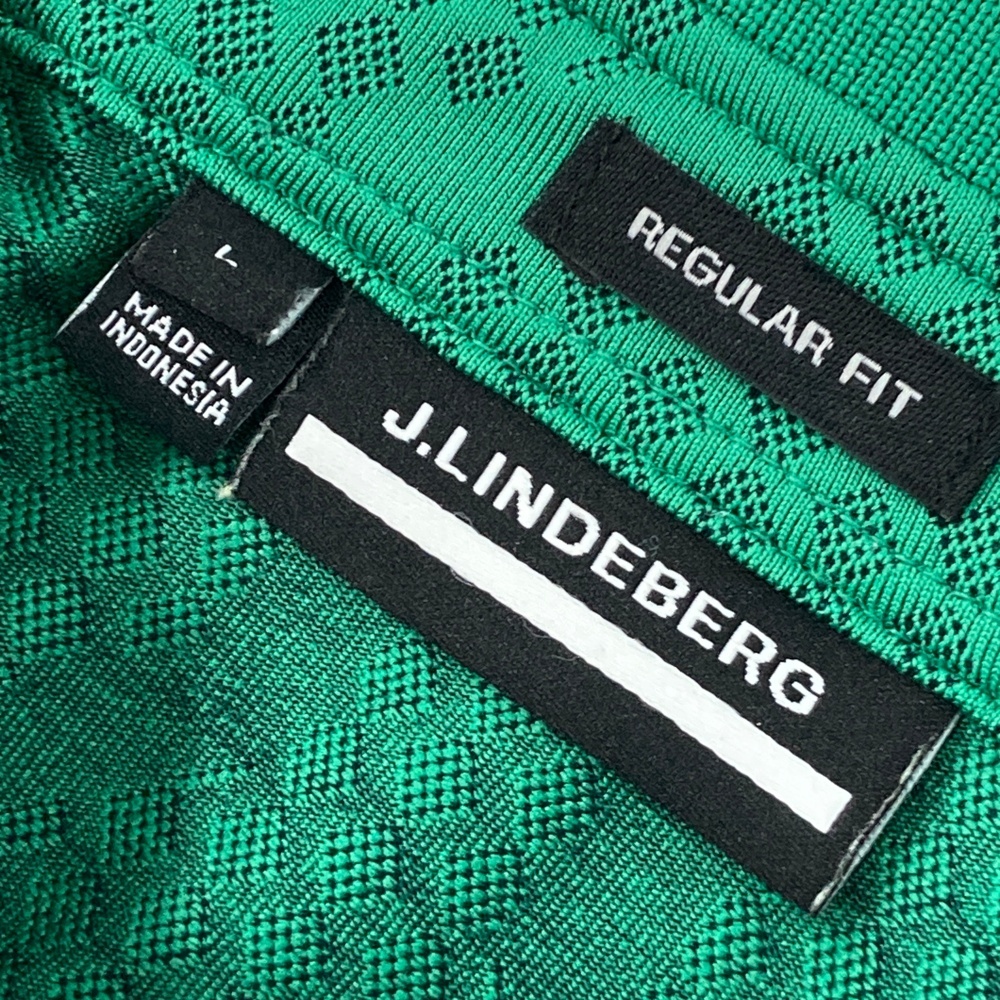 REGULAR FIT
L
MADE IN
INDONESIA
J.LINDEBERG